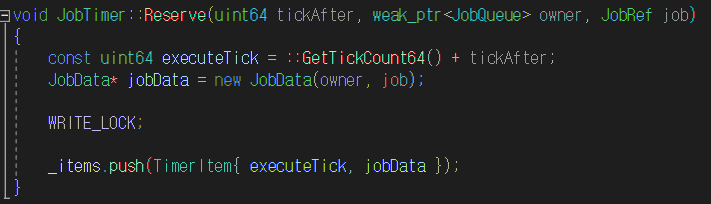 void JobTimer::Reserve(uint64 tickAfter, weak_ptr<JobQueue> owner, JobRef job)
{
    const uint64 executeTick = ::GetTickCount64() + tickAfter;
    JobData* jobData = new JobData(owner, job);

    WRITE_LOCK;

    _items.push(TimerItem{ executeTick, jobData });
}